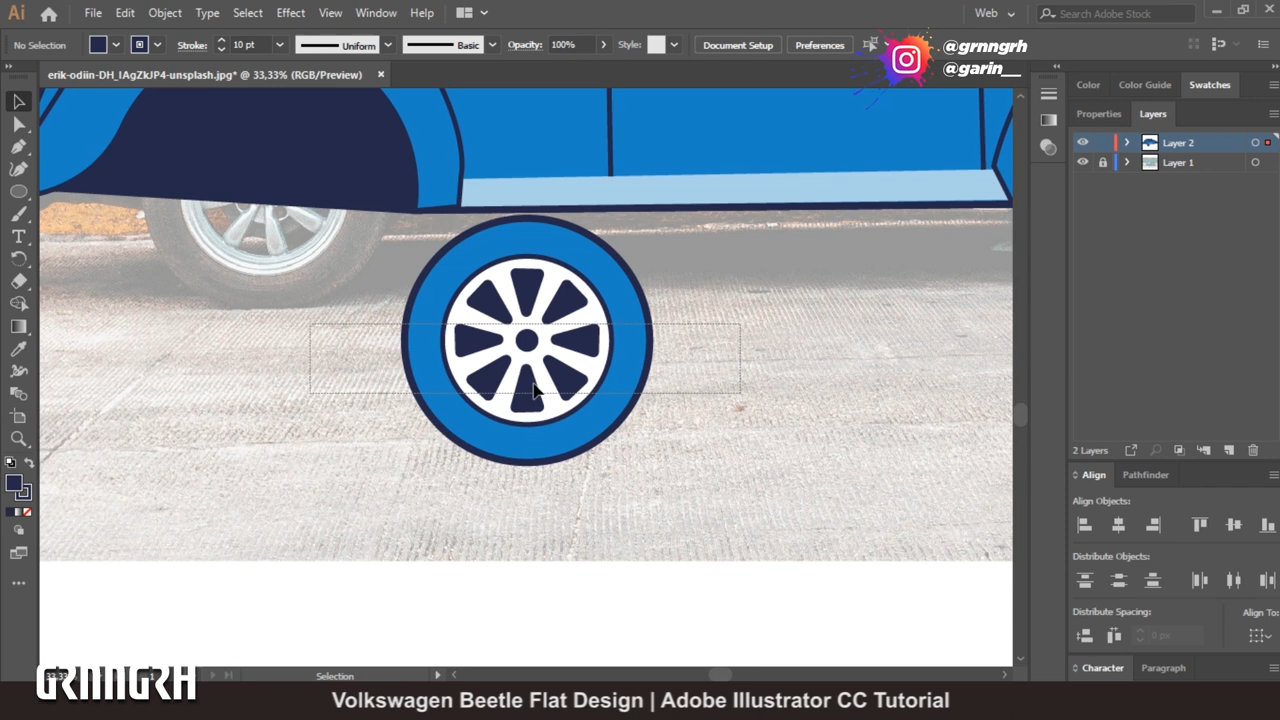 Ai File Edit Object Type Select Effect View Window Help Web Search Adobe Stock
No Selection Stroke: 10 pt Uniform Basic Opacity: 100% Style: Document Setup Preferences
@grnngrh
@garin__
erik-odiin-DH_IAgZkJP4-unsplash.jpg* @ 33,33% (RGB/Preview)
Color Color Guide Swatches
Properties Layers
Layer 2
Layer 1
2 Layers
Align Pathfinder
Align Objects:
Distribute Objects:
Distribute Spacing: Align To:
0 px
Character Paragraph
Selection
GRNNGRH
Volkswagen Beetle Flat Design | Adobe Illustrator CC Tutorial